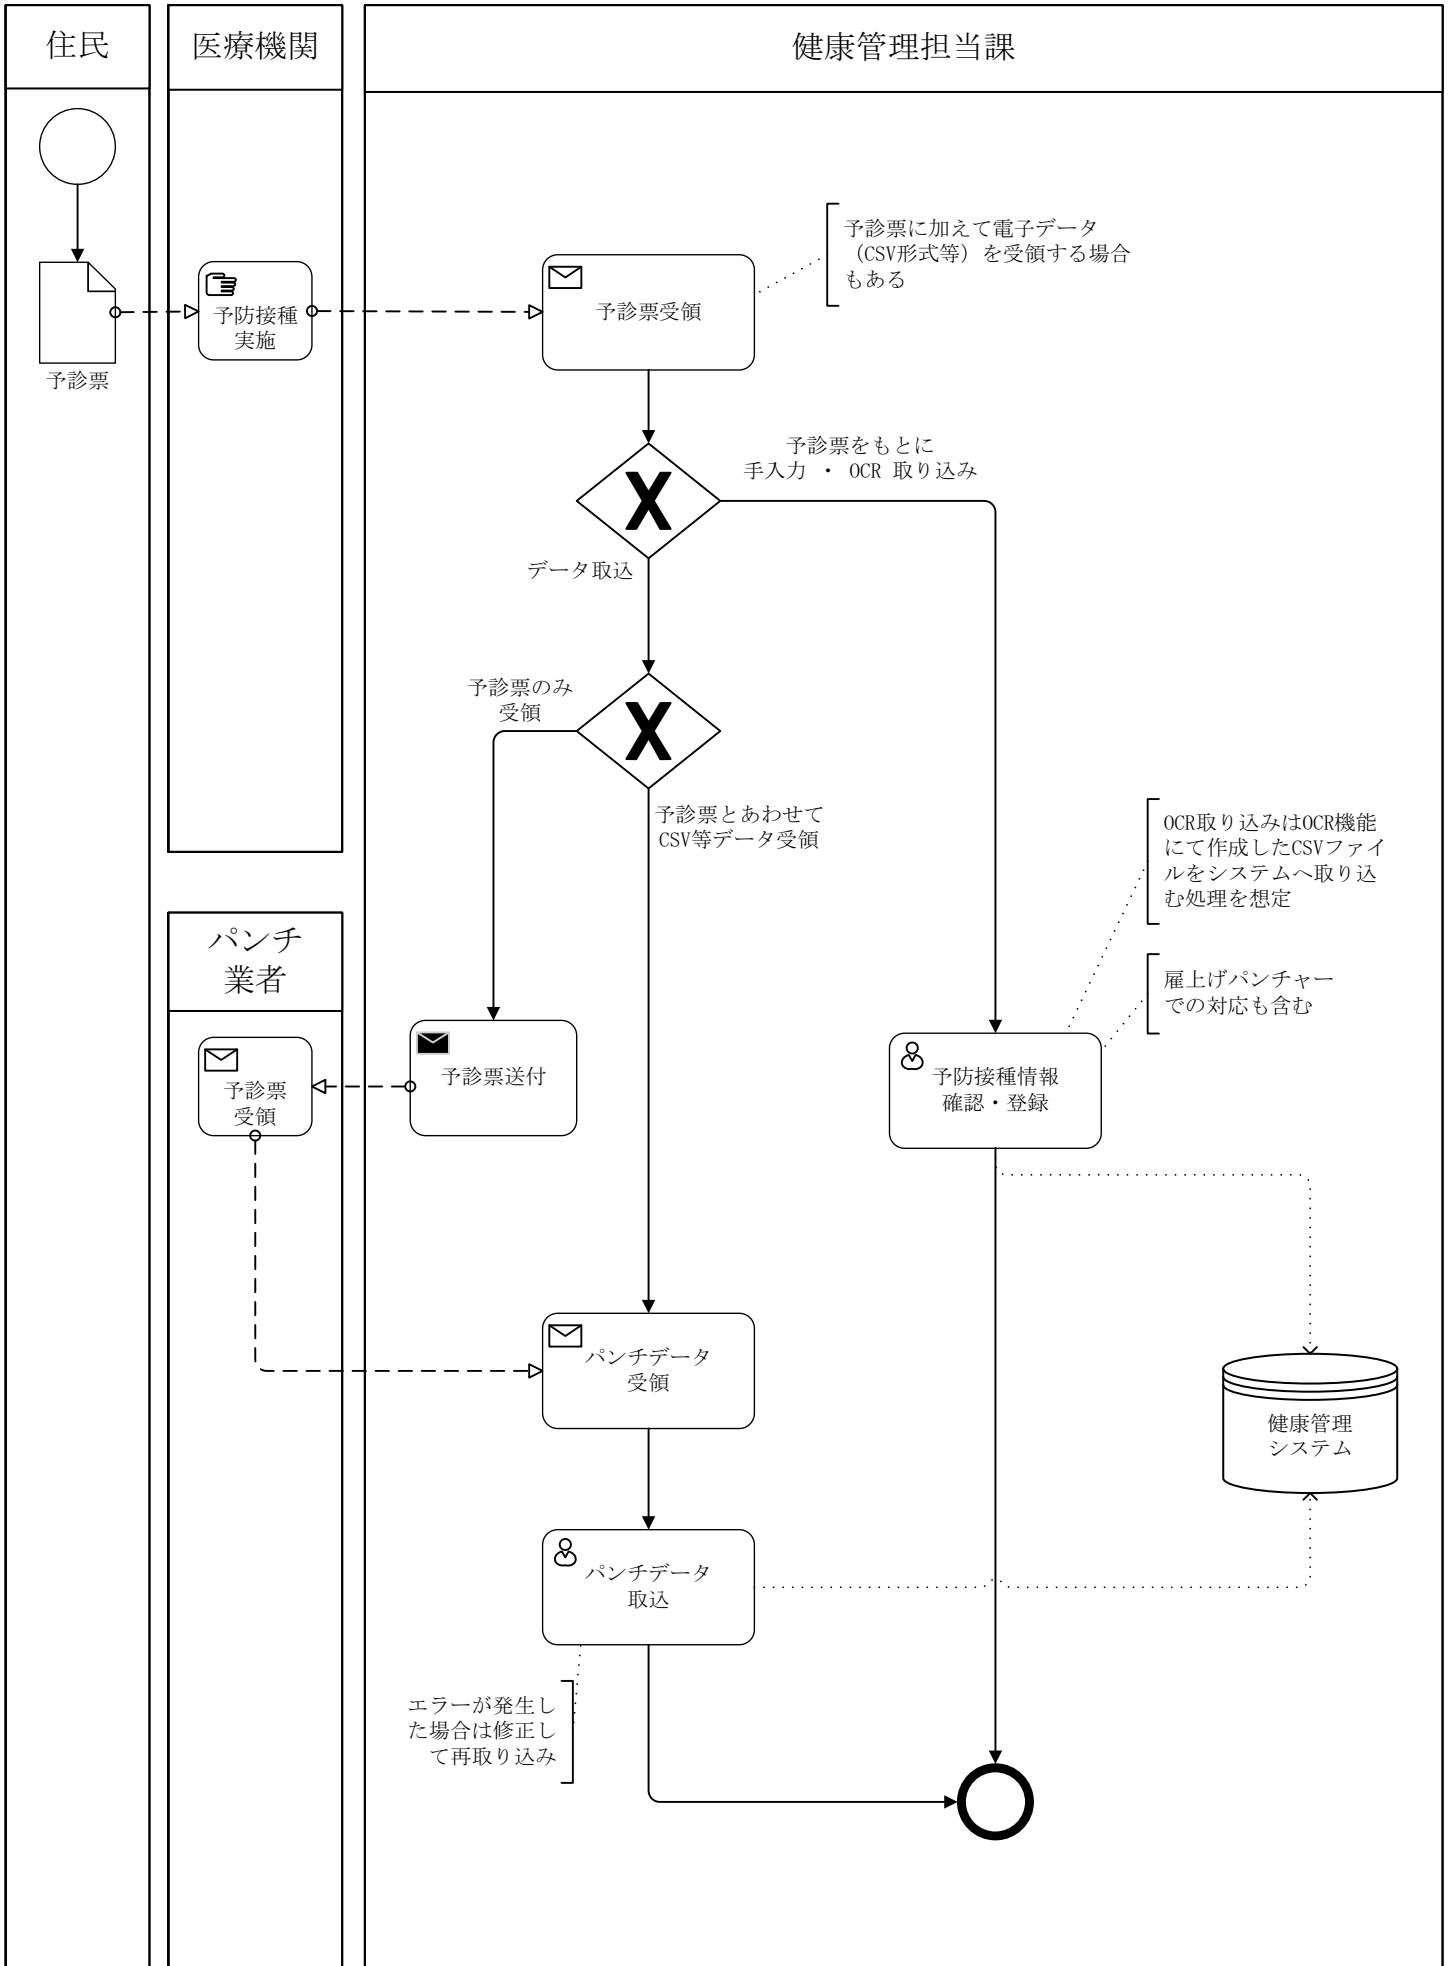 住民
医療機関
健康管理担当課
予診票に加えて電子データ
（CSV形式等）を受領する場合
もある
予防接種
実施
予診票受領
予診票
予診票をもとに
手入力 ・ OCR 取り込み
データ取込
予診票のみ
受領
予診票とあわせて
CSV等データ受領
OCR取り込みはOCR機能
にて作成したCSVファイ
ルをシステムへ取り込
む処理を想定
パンチ
業者
雇上げパンチャー
での対応も含む
予診票
受領
予診票送付
予防接種情報
確認・登録
パンチデータ
受領
健康管理
システム
パンチデータ
取込
エラーが発生し
た場合は修正し
て再取り込み